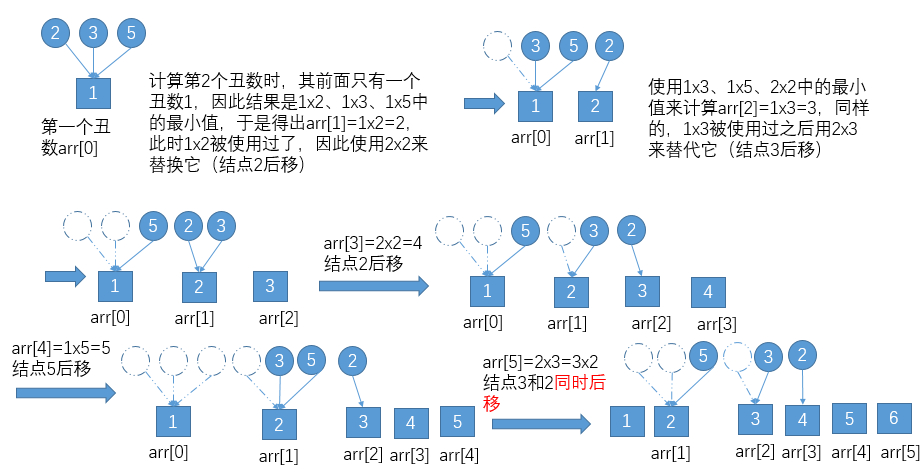 2 3 5
1
第一个丑
数arr[0]
计算第2个丑数时，其前面只有一个
丑数1，因此结果是1x2、1x3、1x5中
的最小值，于是得出arr[1]=1x2=2，
此时1x2被使用过了，因此使用2x2来
替换它（结点2后移）
3 5 2
1 2
arr[0] arr[1]
使用1x3、1x5、2x2中的最小
值来计算arr[2]=1x3=3，同样
的，1x3被使用过之后用2x3
来替代它（结点3后移）
5 2 3
1 2 3
arr[0] arr[1] arr[2]
arr[3]=2x2=4
结点2后移
5 3 2
1 2 3 4
arr[0] arr[1] arr[2] arr[3]
arr[4]=1x5=5
结点5后移
3 5 2
1 2 3 4 5
arr[0] arr[1] arr[2] arr[3] arr[4]
arr[5]=2x3=3x2
结点3和2同时后
移
5 3 2
1 2 3 4 5 6
arr[1] arr[2] arr[3] arr[4] arr[5]